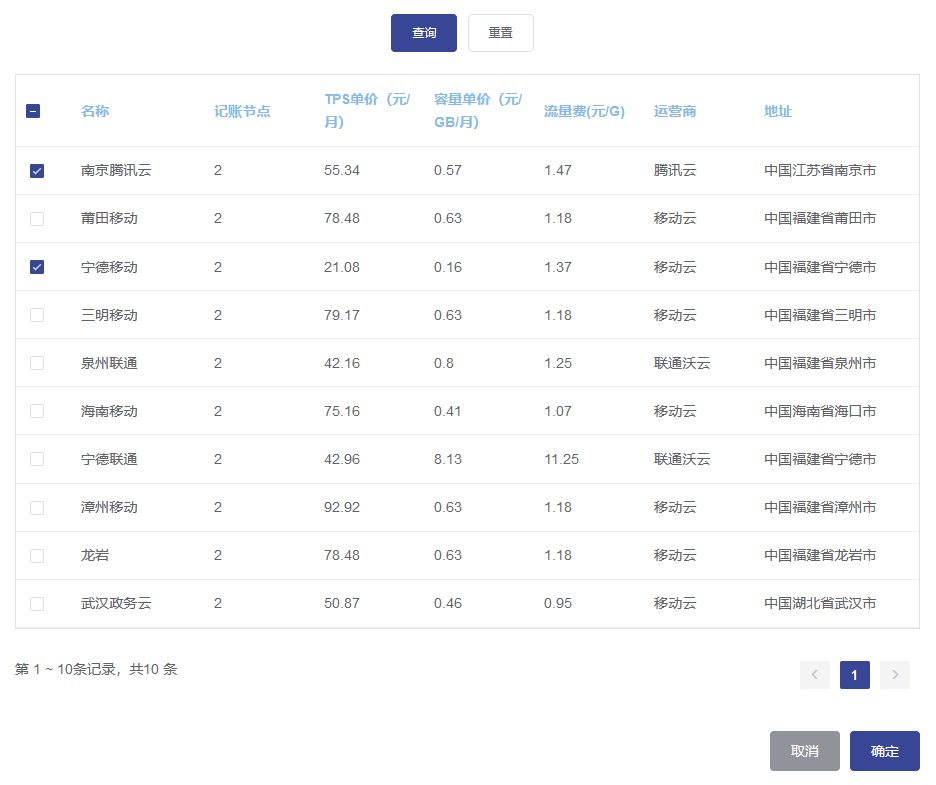 查询 重置
名称 记账节点 TPS单价（元/月） 容量单价（元/GB/月） 流量费(元/G) 运营商 地址
南京腾讯云 2 55.34 0.57 1.47 腾讯云 中国江苏省南京市
莆田移动 2 78.48 0.63 1.18 移动云 中国福建省莆田市
宁德移动 2 21.08 0.16 1.37 移动云 中国福建省宁德市
三明移动 2 79.17 0.63 1.18 移动云 中国福建省三明市
泉州联通 2 42.16 0.8 1.25 联通沃云 中国福建省泉州市
海南移动 2 75.16 0.41 1.07 移动云 中国海南省海口市
宁德联通 2 42.96 8.13 11.25 联通沃云 中国福建省宁德市
漳州移动 2 92.92 0.63 1.18 移动云 中国福建省漳州市
龙岩 2 78.48 0.63 1.18 移动云 中国福建省龙岩市
武汉政务云 2 50.87 0.46 0.95 移动云 中国湖北省武汉市
第 1 ~ 10条记录，共10 条 1
取消 确定